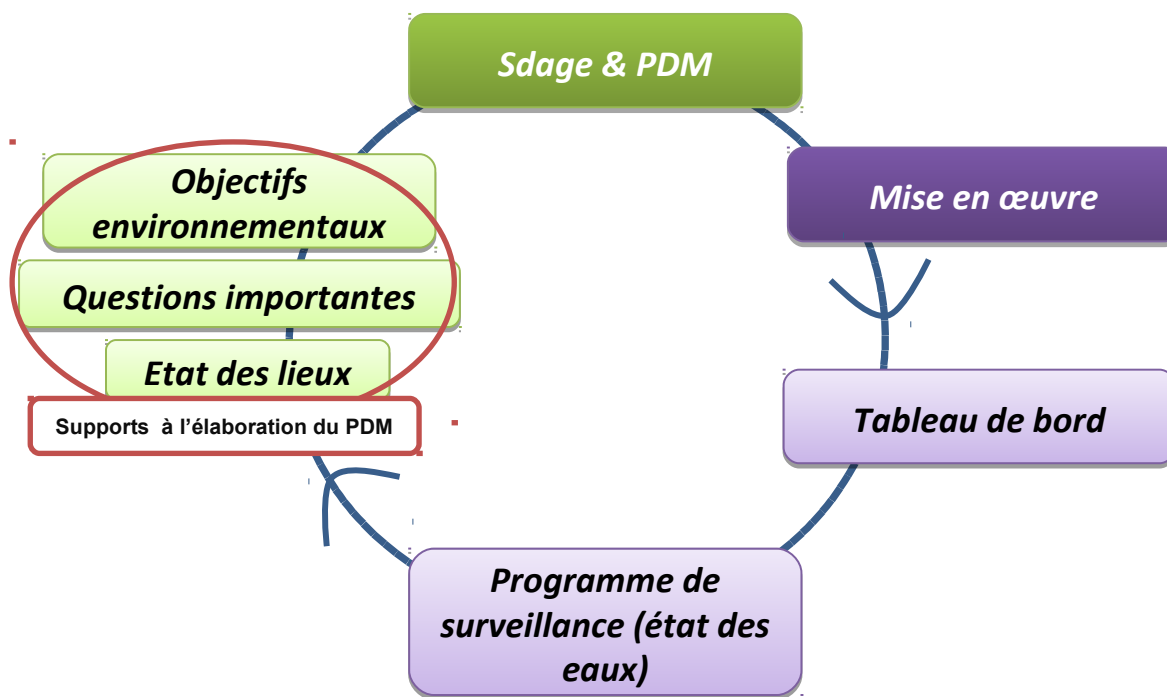 Sdage & PDM
Objectifs
environnementaux
Mise en œuvre
Questions importantes
Etat des lieux
Supports à l'élaboration du PDM
Tableau de bord
Programme de
surveillance (état des
eaux)